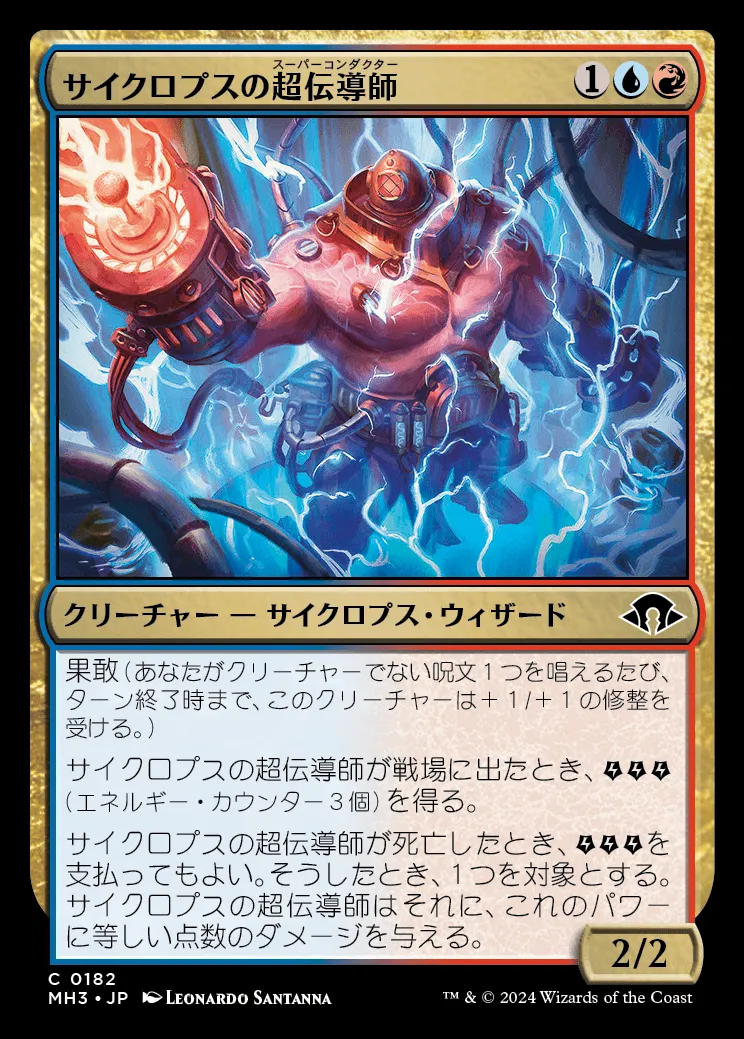 スーパーコンダクター
サイクロプスの超伝導師 1
クリーチャー — サイクロプス・ウィザード
果敢（あなたがクリーチャーでない呪文１つを唱えるたび、
ターン終了時まで、このクリーチャーは＋１/＋１の修整を
受ける。）
サイクロプスの超伝導師が戦場に出たとき、
（エネルギー・カウンター３個）を得る。
サイクロプスの超伝導師が死亡したとき、を
支払ってもよい。そうしたとき、１つを対象とする。
サイクロプスの超伝導師はそれに、これのパワー
に等しい点数のダメージを与える。
2/2
C 0182
MH3 • JP Leonardo Santanna
™ & © 2024 Wizards of the Coast